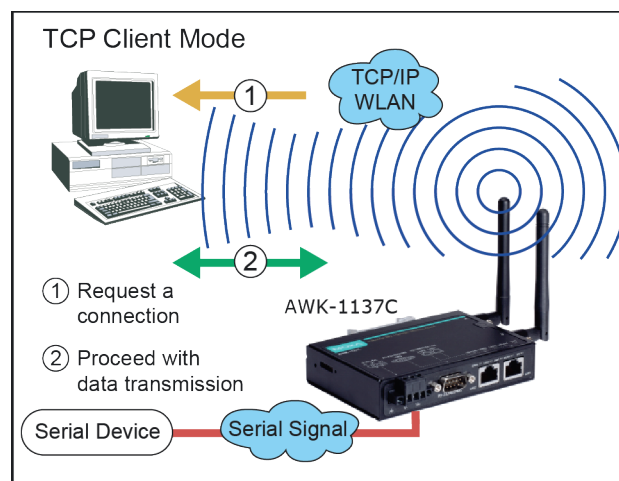 TCP Client Mode
1
TCP/IP
WLAN
2
1 Request a
connection
AWK-1137C
2 Proceed with
data transmission
Serial Device
Serial Signal